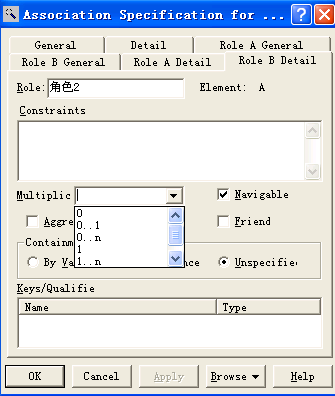 Association Specification for ...
General Detail Role A General
Role B General Role A Detail Role B Detail
Role: 角色2 Element: A
Constraints
Multiplic Navigable
0
0..1
Aggre Friend
0..n
Containm
1
By Va nce Unspecifie
1..n
Keys/Qualifie
Name Type
OK Cancel Apply Browse Help